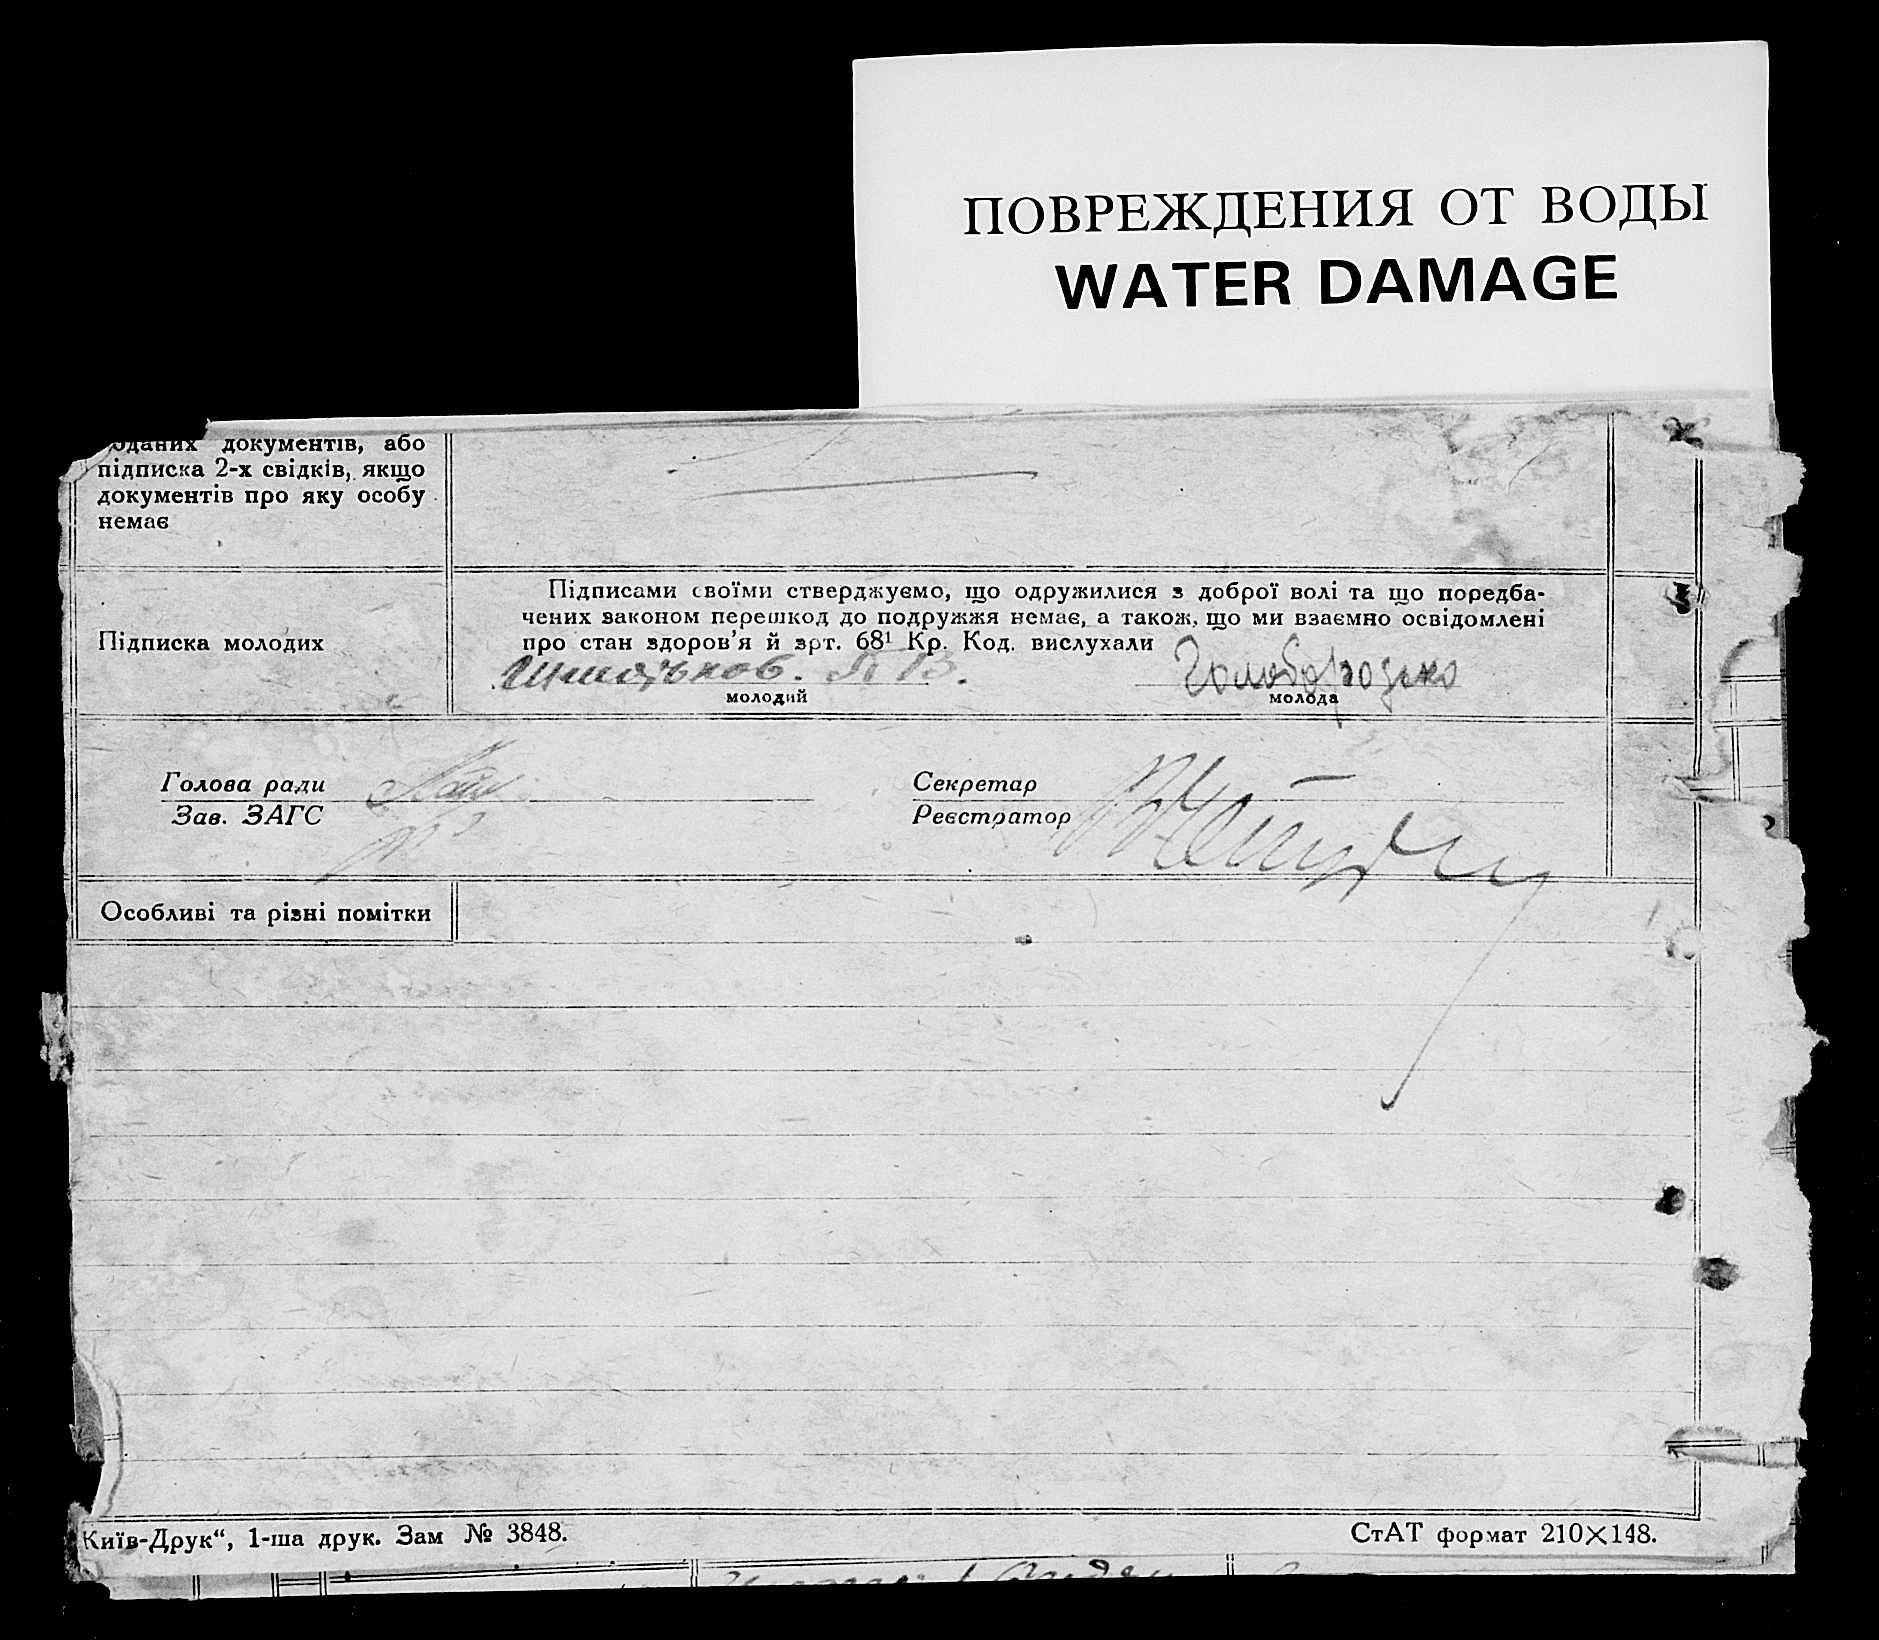 ПОВРЕЖДЕНИЯ ОТ ВОДЫ
WATER DAMAGE
документів, або
підписка 2-х свідків, якщо
документів про яку особу
немає
Підписка молодих
Підписами своїми стверджуємо, що одружилися з доброї волі та що поредба-
чених законом перешкод до подружжя немає, а також, що ми взаємно освідомлені
про стан здоров'я й арт. 68¹ Кр. Код. вислухали
Голобородько
молодий молода
Голова ради Секретар
Зав. ЗАГС Реєстратор
Особливі та різні помітки
Київ-Друк“, 1-ша друк. Зам № 3848. СтАТ формат 210×148.